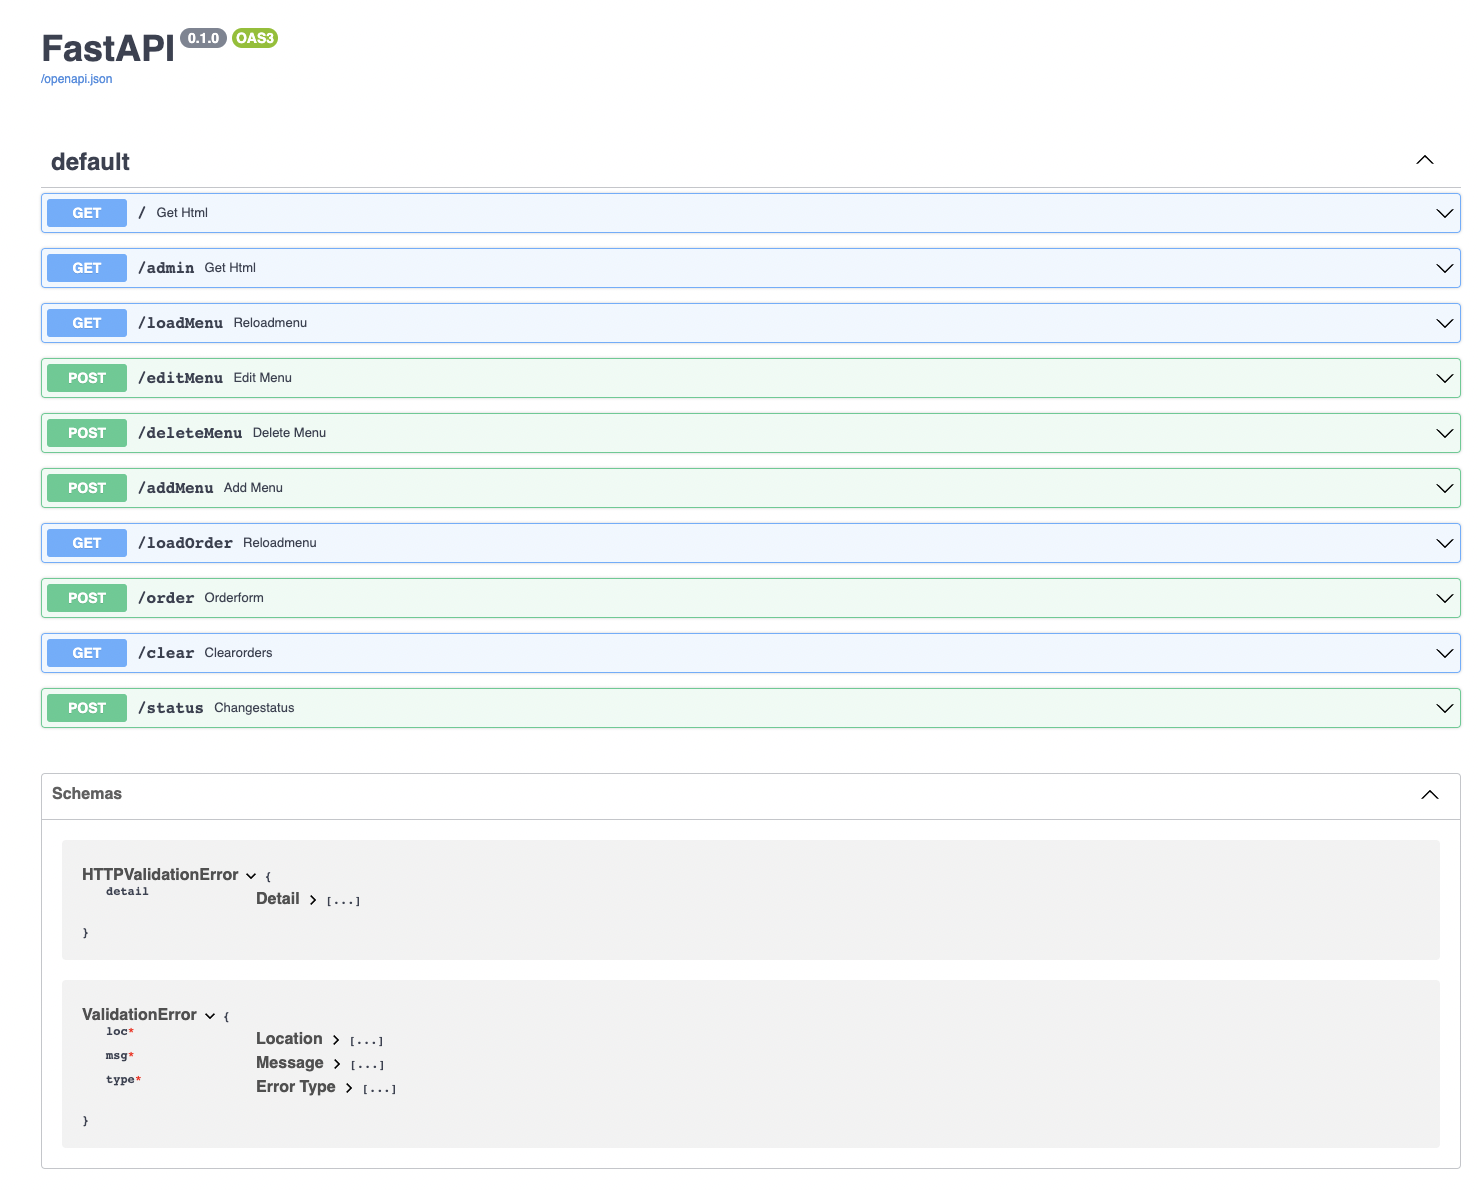 FastAPI 0.1.0 OAS3
/openapi.json
default
GET / Get Html
GET /admin Get Html
GET /loadMenu Reloadmenu
POST /editMenu Edit Menu
POST /deleteMenu Delete Menu
POST /addMenu Add Menu
GET /loadOrder Reloadmenu
POST /order Orderform
GET /clear Clearorders
POST /status Changestatus
Schemas
HTTPValidationError {
detail
Detail [...]
}
ValidationError {
loc*
Location [...]
msg*
Message [...]
type*
Error Type [...]
}